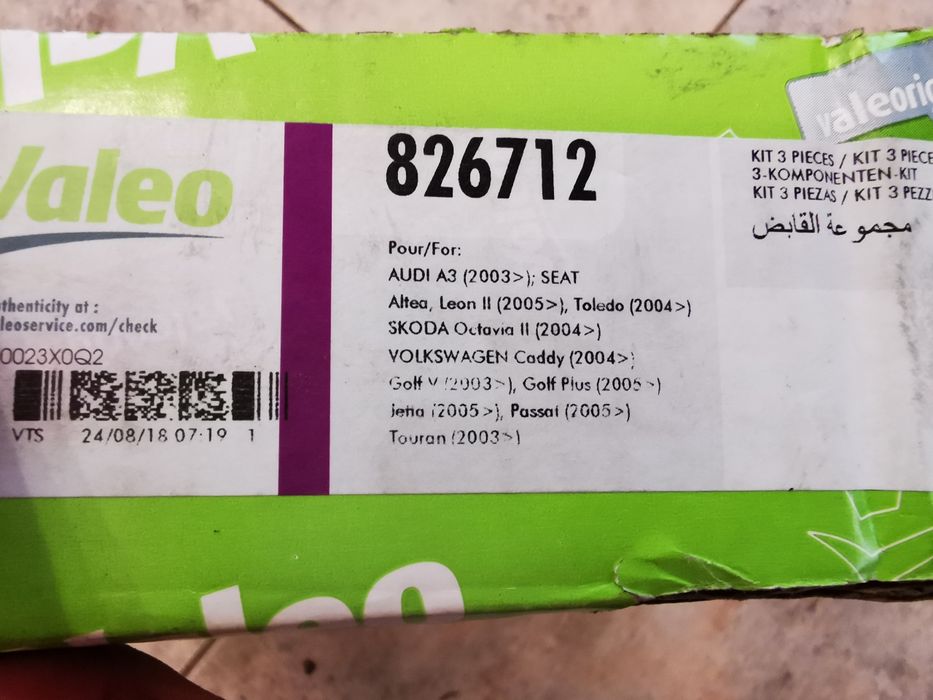 valeorig
Valeo
826712
KIT 3 PIECES / KIT 3 PIECE
3-KOMPONENTEN-KIT
KIT 3 PIEZAS / KIT 3 PEZZ
مجموعة القابض
Pour/For:
AUDI A3 (2003>); SEAT
Altea, Leon II (2005>), Toledo (2004>)
SKODA Octavia II (2004>)
VOLKSWAGEN Caddy (2004>;
Golf V (2003>), Golf Plus (2005>)
Jetta (2005>), Passat (2005>)
Touran (2003>)
thenticity at :
leoservice.com/check
0023X0Q2
VTS 24/08/18 07:19 1